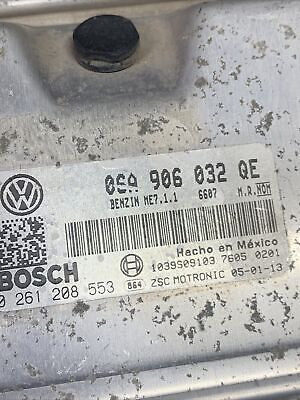 06A 906 032 QE
BENZIN ME7.1.1 6607 M.R.MOM
Hecho en México
BOSCH
1039S09103 7605 0201
0 261 208 553
864 ZSC MOTRONIC 05-01-13